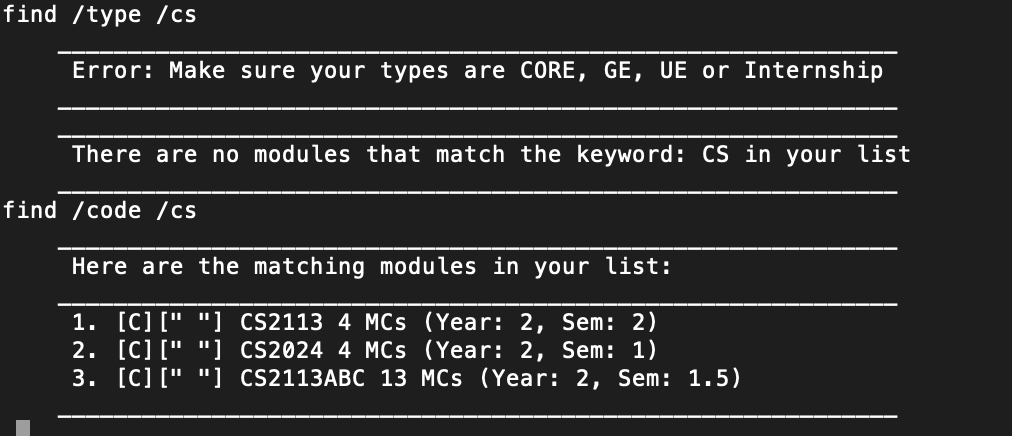 find /type /cs
____________________________________________________________
Error: Make sure your types are CORE, GE, UE or Internship
____________________________________________________________
____________________________________________________________
There are no modules that match the keyword: CS in your list
____________________________________________________________
find /code /cs
____________________________________________________________
Here are the matching modules in your list:
____________________________________________________________
1. [C][" "] CS2113 4 MCs (Year: 2, Sem: 2)
2. [C][" "] CS2024 4 MCs (Year: 2, Sem: 1)
3. [C][" "] CS2113ABC 13 MCs (Year: 2, Sem: 1.5)
____________________________________________________________